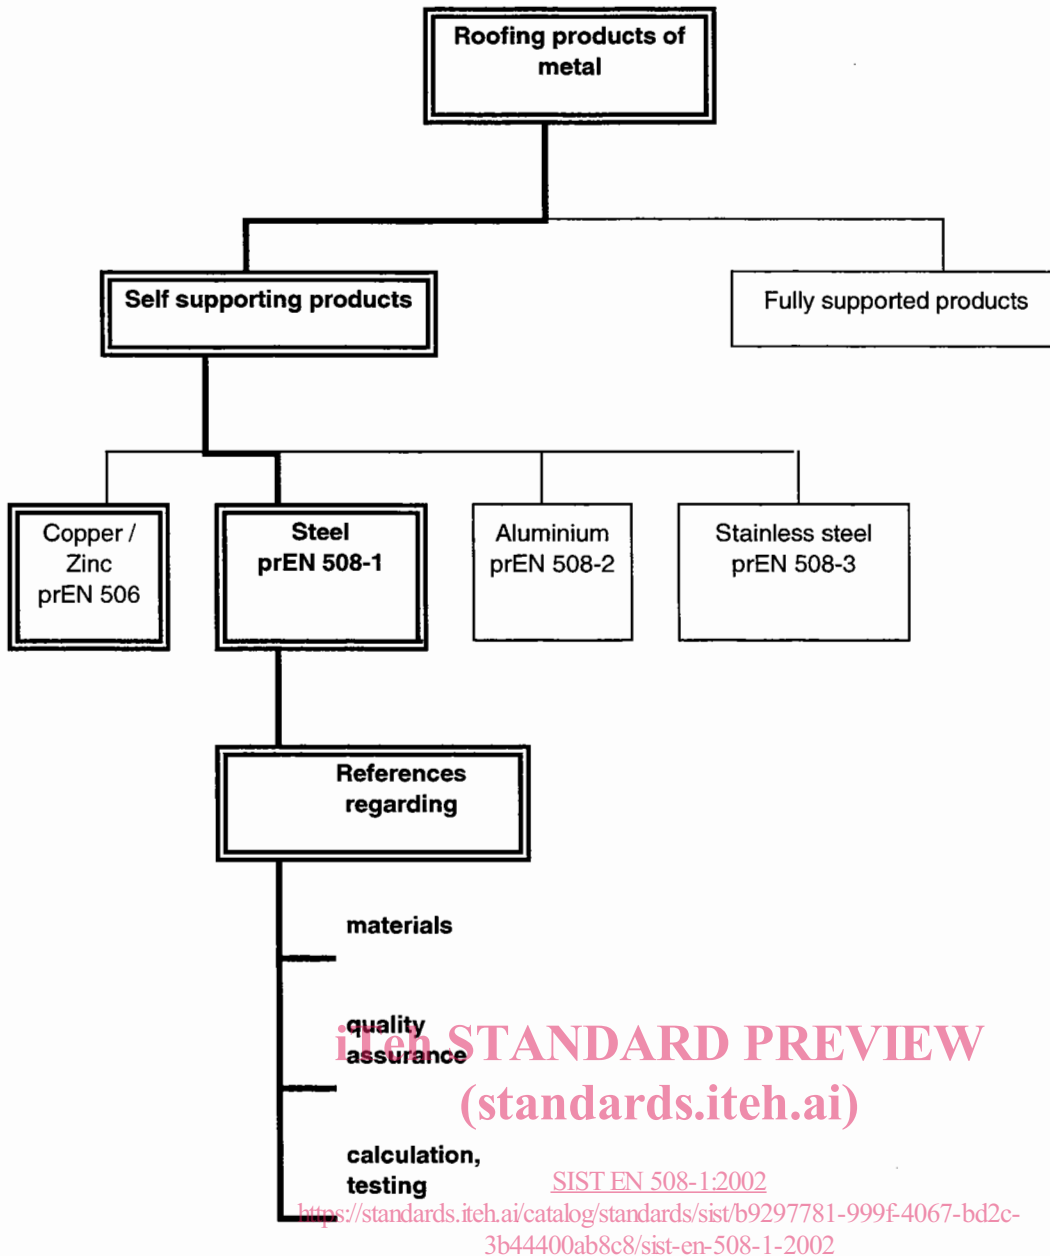 Roofing products of
metal
Self supporting products
Fully supported products
Copper /
Zinc
prEN 506
Steel
prEN 508-1
Aluminium
prEN 508-2
Stainless steel
prEN 508-3
References
regarding
materials
quality
assurance
iTeh STANDARD PREVIEW
(standards.iteh.ai)
calculation,
testing
SIST EN 508-1:2002
https://standards.iteh.ai/catalog/standards/sist/b9297781-999f-4067-bd2c-
3b44400ab8c8/sist-en-508-1-2002